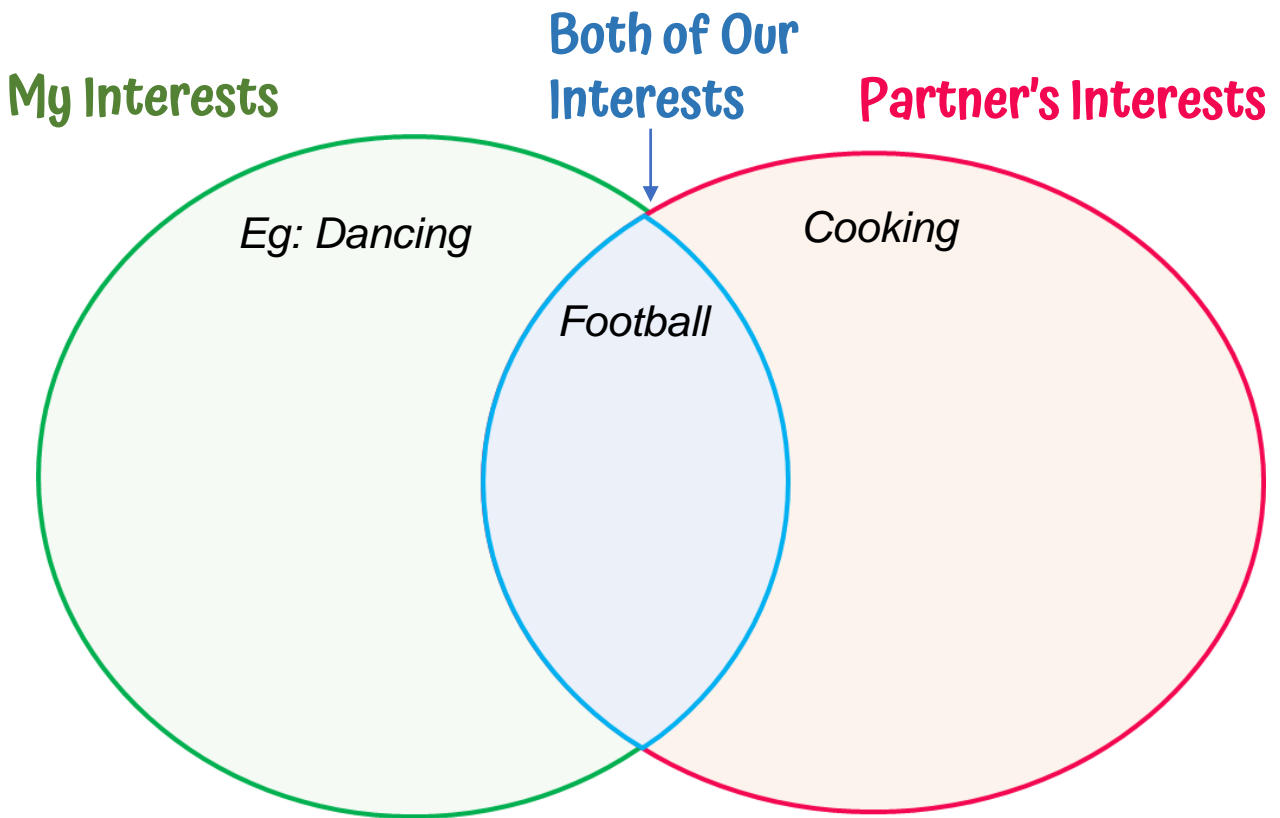 Both of Our
Interests
My Interests
Partner's Interests
Eg: Dancing
Cooking
Football